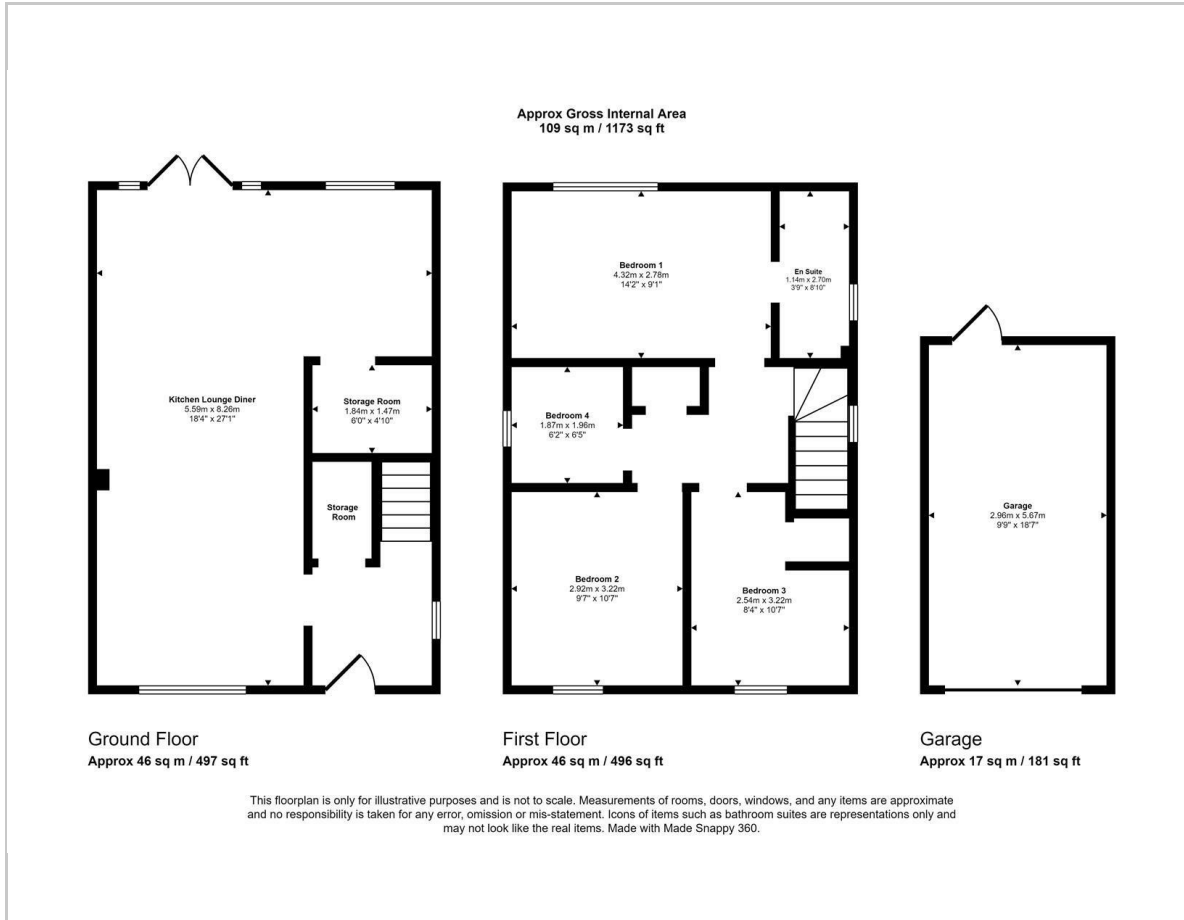 Approx Gross Internal Area
109 sq m / 1173 sq ft
Kitchen Lounge Diner
5.59m x 8.26m
18'4" x 27'1"
Storage Room
1.84m x 1.47m
6'0" x 4'10"
Storage
Room
Ground Floor
Approx 46 sq m / 497 sq ft
Bedroom 1
4.32m x 2.78m
14'2" x 9'1"
En Suite
1.14m x 2.70m
3'9" x 8'10"
Bedroom 4
1.87m x 1.96m
6'2" x 6'5"
Bedroom 2
2.92m x 3.22m
9'7" x 10'7"
Bedroom 3
2.54m x 3.22m
8'4" x 10'7"
First Floor
Approx 46 sq m / 496 sq ft
Garage
2.96m x 5.67m
9'9" x 18'7"
Garage
Approx 17 sq m / 181 sq ft
This floorplan is only for illustrative purposes and is not to scale. Measurements of rooms, doors, windows, and any items are approximate
and no responsibility is taken for any error, omission or mis-statement. Icons of items such as bathroom suites are representations only and
may not look like the real items. Made with Made Snappy 360.